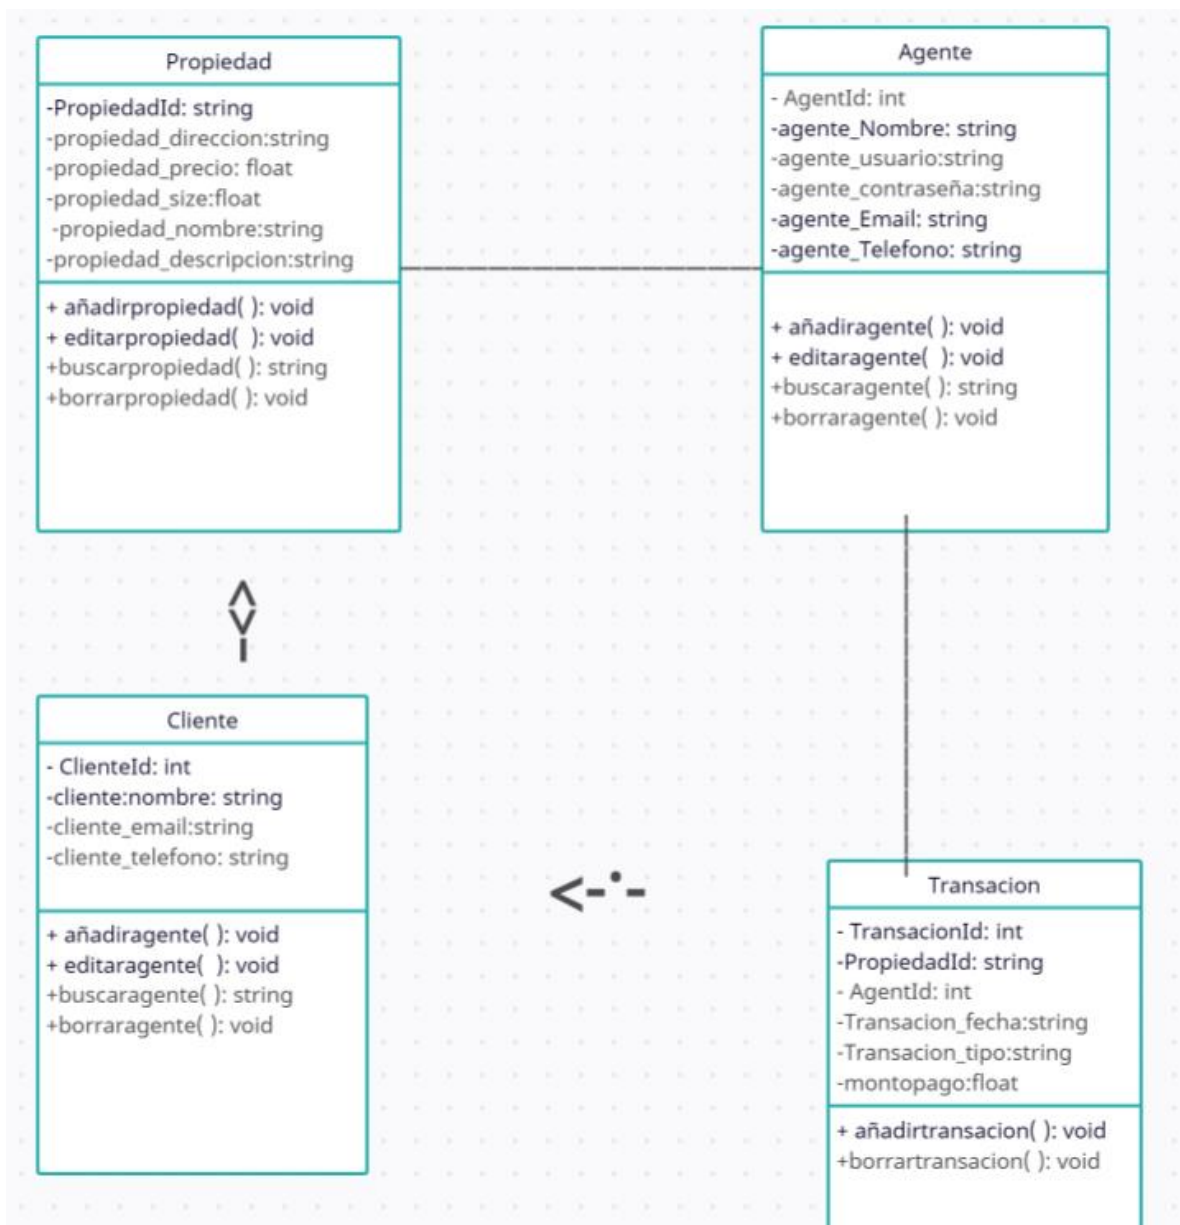 Propiedad
-PropiedadId: string
-propiedad_direccion:string
-propiedad_precio: float
-propiedad_size:float
-propiedad_nombre:string
-propiedad_descripcion:string
+ añadirpropiedad( ): void
+ editarpropiedad(  ): void
+buscarpropiedad( ): string
+borrarpropiedad( ): void
Agente
- AgentId: int
-agente_Nombre: string
-agente_usuario:string
-agente_contraseña:string
-agente_Email: string
-agente_Telefono: string
+ añadiragente( ): void
+ editaragente(  ): void
+buscaragente( ): string
+borraragente( ): void
Cliente
- ClienteId: int
-cliente:nombre: string
-cliente_email:string
-cliente_telefono: string
+ añadiragente( ): void
+ editaragente(  ): void
+buscaragente( ): string
+borraragente( ): void
Transacion
- TransacionId: int
-PropiedadId: string
- AgentId: int
-Transacion_fecha:string
-Transacion_tipo:string
-montopago:float
+ añadirtransacion( ): void
+borrartransacion( ): void